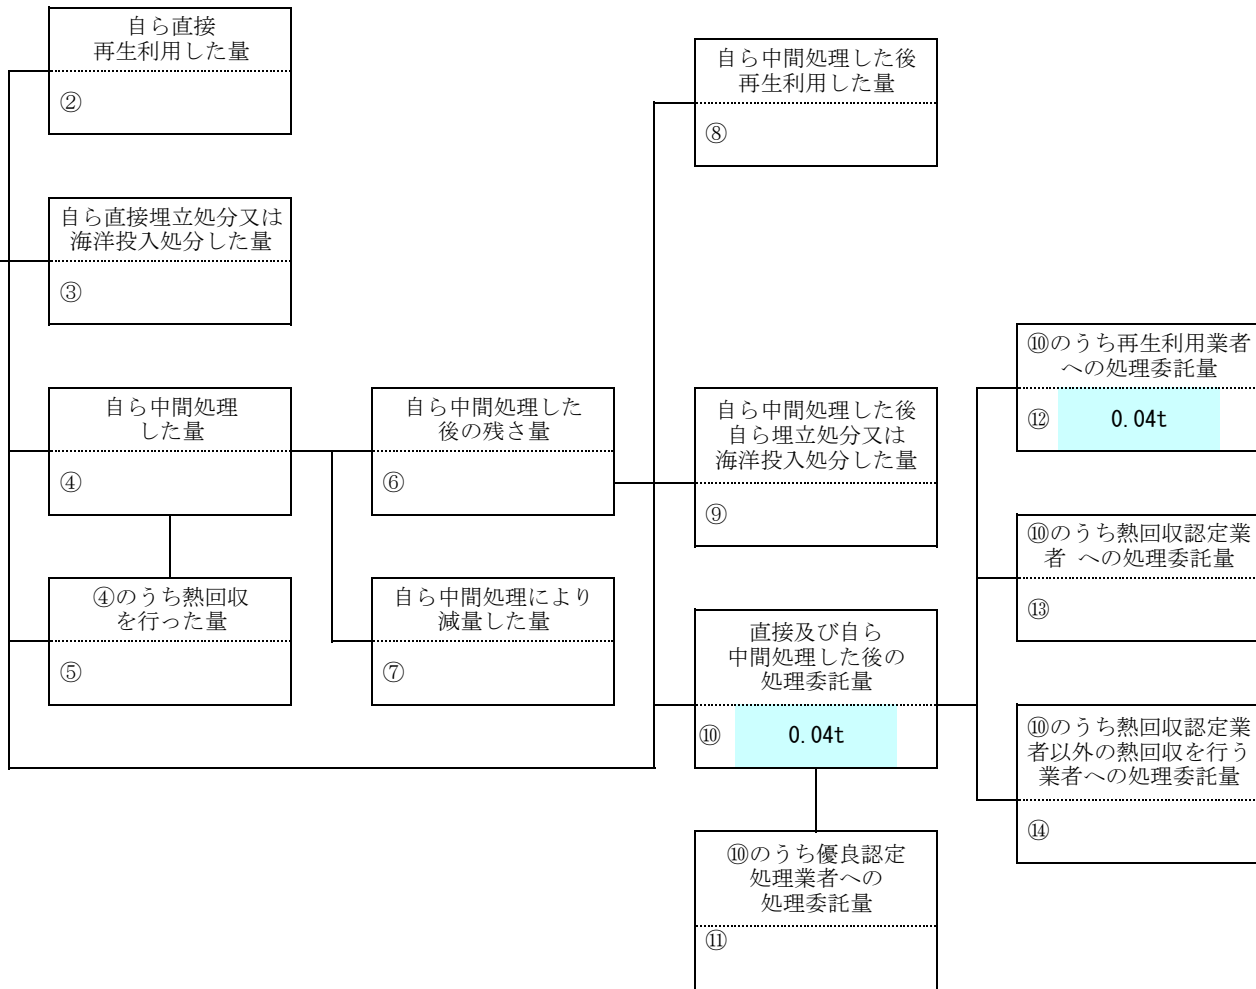 自ら直接
再生利用した量
②
自ら直接埋立処分又は
海洋投入処分した量
③
自ら中間処理
した量
④
④のうち熱回収
を行った量
⑤
自ら中間処理した
後の残さ量
⑥
自ら中間処理により
減量した量
⑦
自ら中間処理した後
再生利用した量
⑧
自ら中間処理した後
自ら埋立処分又は
海洋投入処分した量
⑨
直接及び自ら
中間処理した後の
処理委託量
⑩ 0.04t
⑩のうち優良認定
処理業者への
処理委託量
⑪
⑩のうち再生利用業者
への処理委託量
⑫ 0.04t
⑩のうち熱回収認定業
者 への処理委託量
⑬
⑩のうち熱回収認定業
者以外の熱回収を行う
業者への処理委託量
⑭